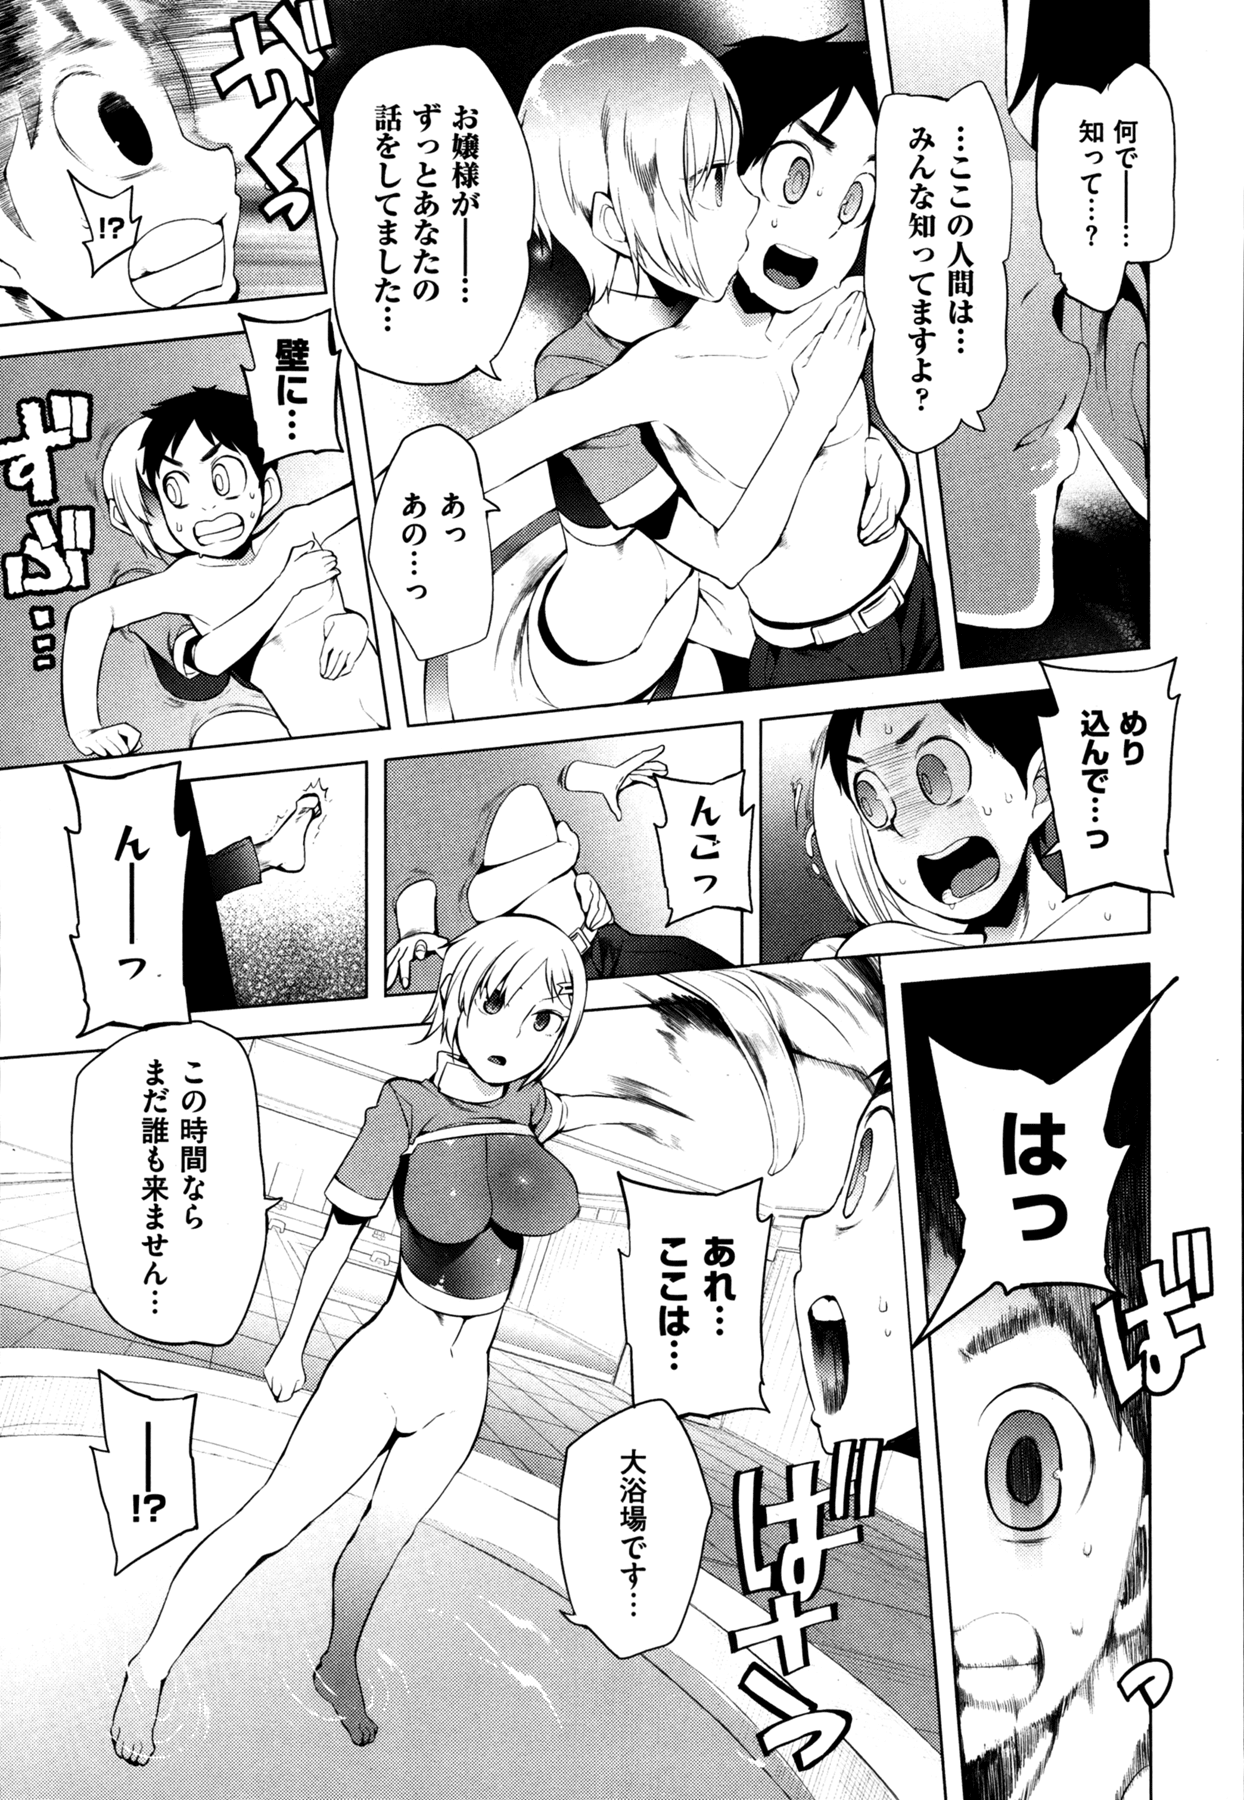 何で――…
知って…？
…ここの人間は…
みんな知ってますよ？
お嬢様が――…
ずっとあなたの
話をしてました…
あっ
あの…っ
ガくくっ
!?
壁に…
ずぶ…
めり
込んで…っ
んごっ
んーーっ
はっ
ばっ
あれ…
ここは…
大浴場です…
ばナっ
この時間なら
まだ誰も来ません…
――!?